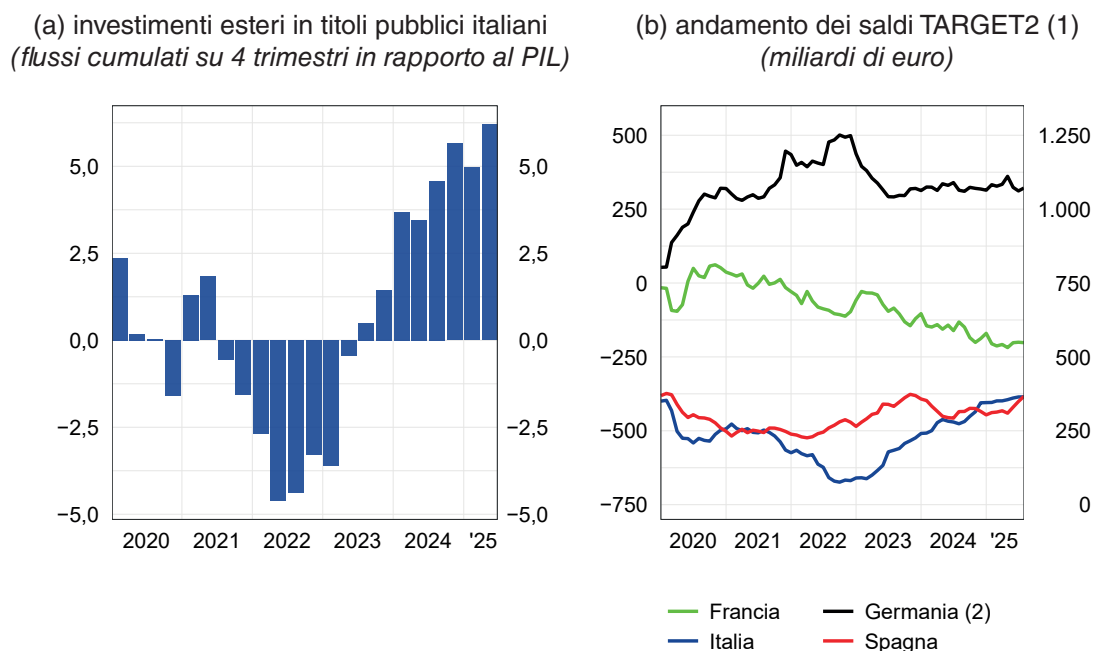 (a) investimenti esteri in titoli pubblici italiani
(flussi cumulati su 4 trimestri in rapporto al PIL)
5,0
2,5
0,0
−2,5
−5,0
5,0
2,5
0,0
−2,5
−5,0
2020 2021 2022 2023 2024 '25
(b) andamento dei saldi TARGET2 (1)
(miliardi di euro)
500
250
0
−250
−500
−750
1.250
1.000
750
500
250
0
2020 2021 2022 2023 2024 '25
Francia
Germania (2)
Italia
Spagna